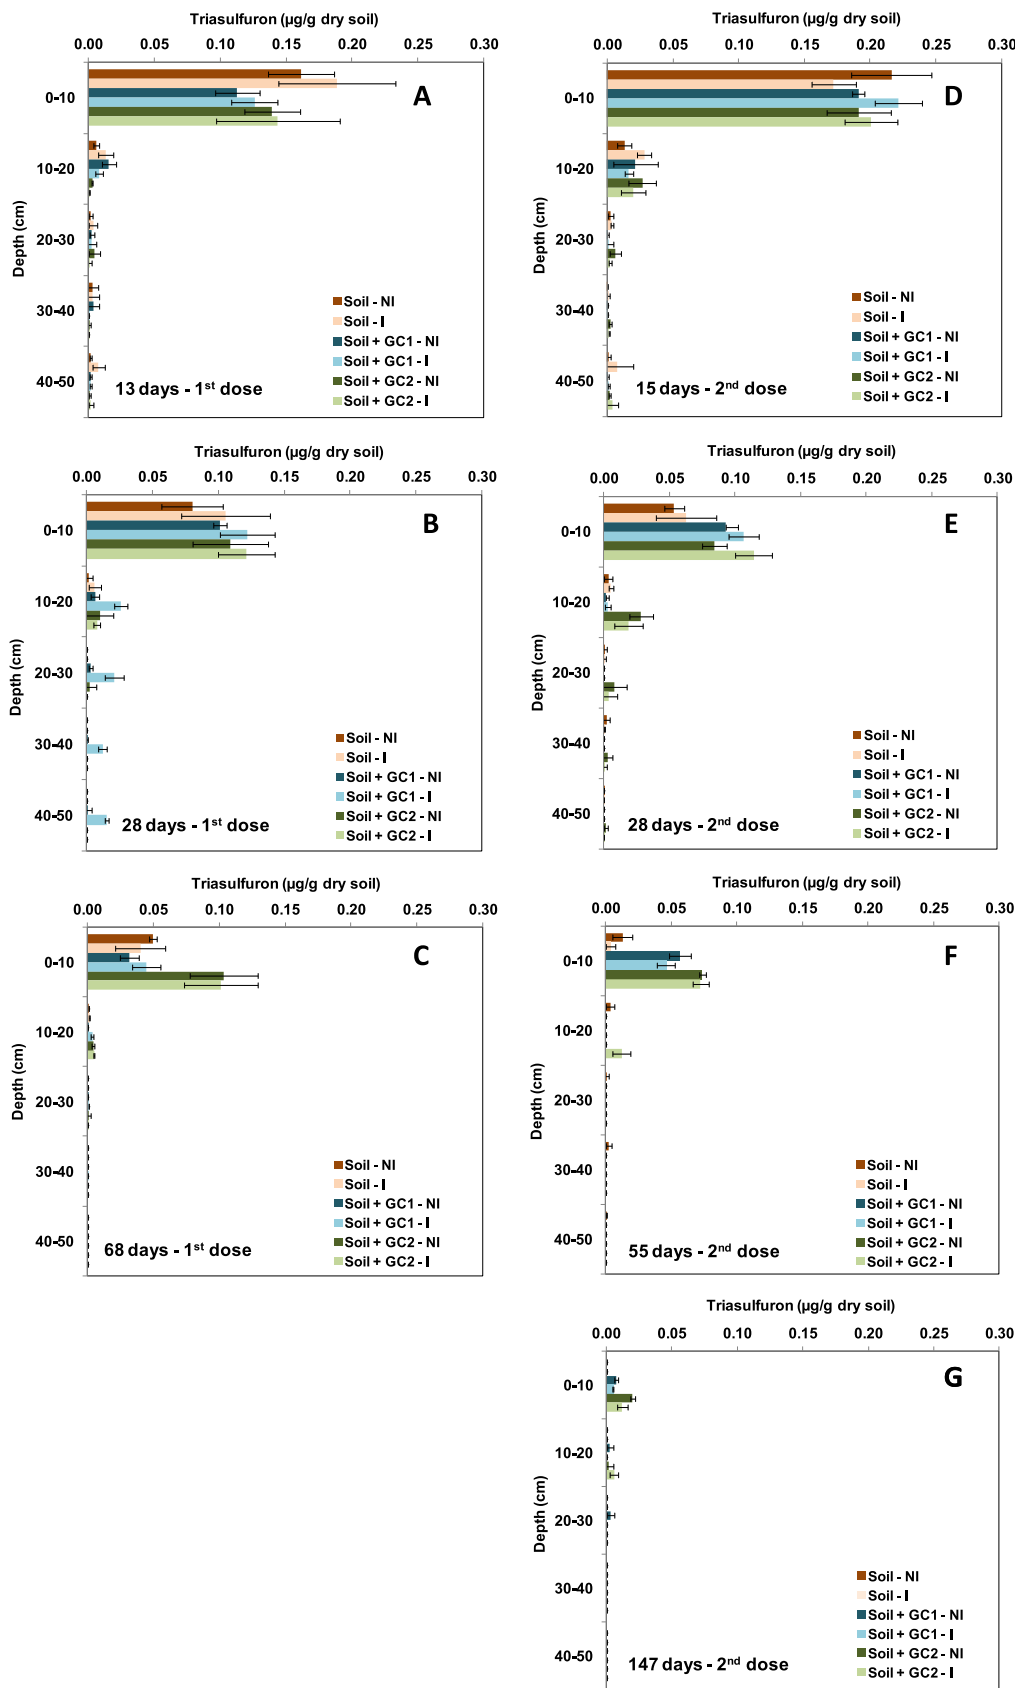 Triasulfuron (µg/g dry soil)
0.00 0.05 0.10 0.15 0.20 0.25 0.30
A
0-10
10-20
20-30
30-40
40-50
Depth (cm)
Soil - NI
Soil - I
Soil + GC1 - NI
Soil + GC1 - I
Soil + GC2 - NI
Soil + GC2 - I
13 days - 1st dose
Triasulfuron (µg/g dry soil)
0.00 0.05 0.10 0.15 0.20 0.25 0.30
D
0-10
10-20
20-30
30-40
40-50
Depth (cm)
Soil - NI
Soil - I
Soil + GC1 - NI
Soil + GC1 - I
Soil + GC2 - NI
Soil + GC2 - I
15 days - 2nd dose
Triasulfuron (µg/g dry soil)
0.00 0.05 0.10 0.15 0.20 0.25 0.30
B
0-10
10-20
20-30
30-40
40-50
Depth (cm)
Soil - NI
Soil - I
Soil + GC1 - NI
Soil + GC1 - I
Soil + GC2 - NI
Soil + GC2 - I
28 days - 1st dose
Triasulfuron (µg/g dry soil)
0.00 0.05 0.10 0.15 0.20 0.25 0.30
E
0-10
10-20
20-30
30-40
40-50
Depth (cm)
Soil - NI
Soil - I
Soil + GC1 - NI
Soil + GC1 - I
Soil + GC2 - NI
Soil + GC2 - I
28 days - 2nd dose
Triasulfuron (µg/g dry soil)
0.00 0.05 0.10 0.15 0.20 0.25 0.30
C
0-10
10-20
20-30
30-40
40-50
Depth (cm)
Soil - NI
Soil - I
Soil + GC1 - NI
Soil + GC1 - I
Soil + GC2 - NI
Soil + GC2 - I
68 days - 1st dose
Triasulfuron (µg/g dry soil)
0.00 0.05 0.10 0.15 0.20 0.25 0.30
F
0-10
10-20
20-30
30-40
40-50
Depth (cm)
Soil - NI
Soil - I
Soil + GC1 - NI
Soil + GC1 - I
Soil + GC2 - NI
Soil + GC2 - I
55 days - 2nd dose
Triasulfuron (µg/g dry soil)
0.00 0.05 0.10 0.15 0.20 0.25 0.30
G
0-10
10-20
20-30
30-40
40-50
Depth (cm)
Soil - NI
Soil - I
Soil + GC1 - NI
Soil + GC1 - I
Soil + GC2 - NI
Soil + GC2 - I
147 days - 2nd dose